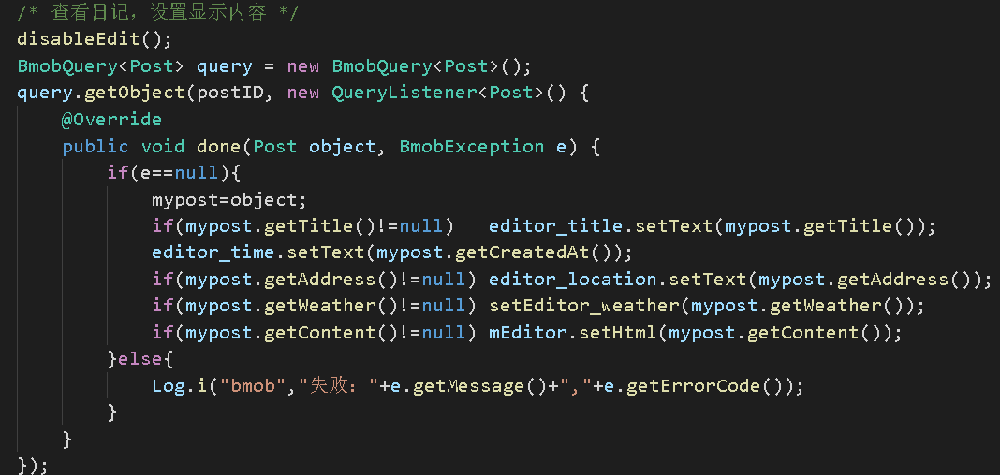 /* 查看日记，设置显示内容 */
disableEdit();
BmobQuery<Post> query = new BmobQuery<Post>();
query.getObject(postID, new QueryListener<Post>() {
    @Override
    public void done(Post object, BmobException e) {
        if(e==null){
            mypost=object;
            if(mypost.getTitle()!=null)   editor_title.setText(mypost.getTitle());
            editor_time.setText(mypost.getCreatedAt());
            if(mypost.getAddress()!=null) editor_location.setText(mypost.getAddress());
            if(mypost.getWeather()!=null) setEditor_weather(mypost.getWeather());
            if(mypost.getContent()!=null) mEditor.setHtml(mypost.getContent());
        }else{
            Log.i("bmob","失败："+e.getMessage()+","+e.getErrorCode());
        }
    }
});